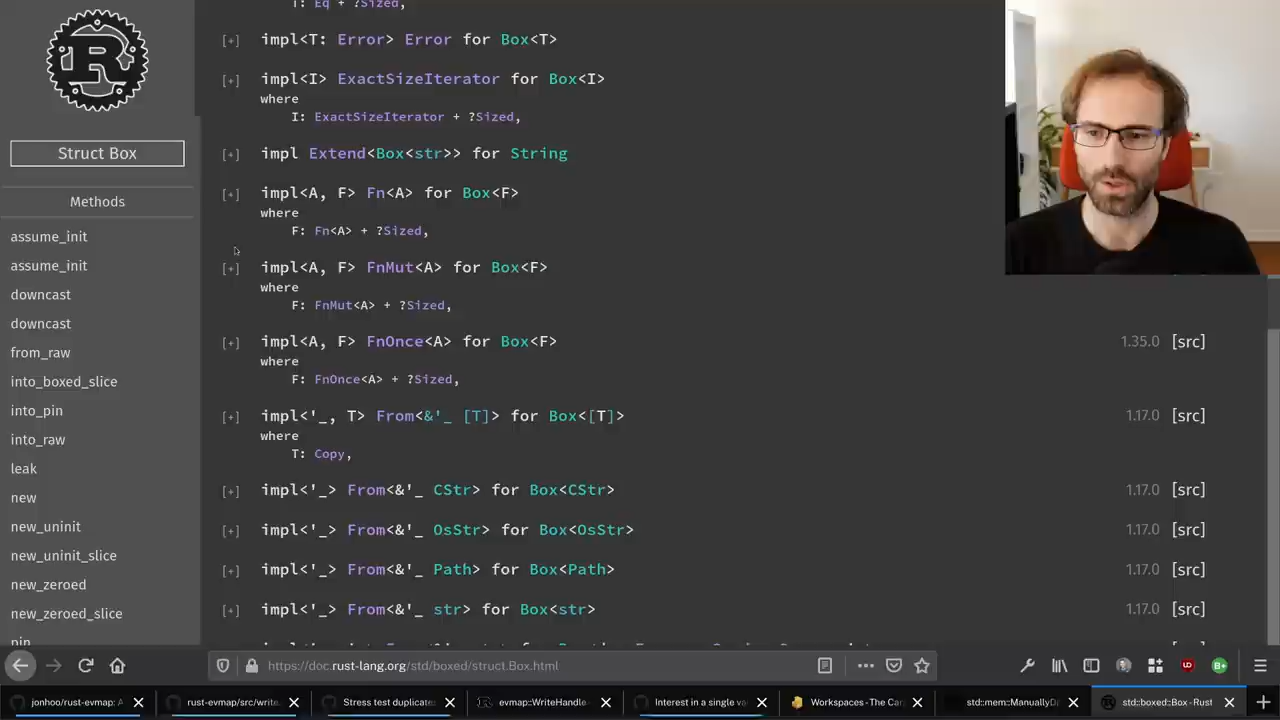 T: Eq + ?Sized,
[+] impl<T: Error> Error for Box<T>
[+] impl<I> ExactSizeIterator for Box<I>
where
I: ExactSizeIterator + ?Sized,
[+] impl Extend<Box<str>> for String
[+] impl<A, F> Fn<A> for Box<F>
where
F: Fn<A> + ?Sized,
[+] impl<A, F> FnMut<A> for Box<F>
where
F: FnMut<A> + ?Sized,
[+] impl<A, F> FnOnce<A> for Box<F> 1.35.0 [src]
where
F: FnOnce<A> + ?Sized,
[+] impl<'_, T> From<&'_ [T]> for Box<[T]> 1.17.0 [src]
where
T: Copy,
[+] impl<'_> From<&'_ CStr> for Box<CStr> 1.17.0 [src]
[+] impl<'_> From<&'_ OsStr> for Box<OsStr> 1.17.0 [src]
[+] impl<'_> From<&'_ Path> for Box<Path> 1.17.0 [src]
[+] impl<'_> From<&'_ str> for Box<str> 1.17.0 [src]
R
Struct Box
Methods
assume_init
assume_init
downcast
downcast
from_raw
into_boxed_slice
into_pin
into_raw
leak
new
new_uninit
new_uninit_slice
new_zeroed
new_zeroed_slice
pin
https://doc.rust-lang.org/std/boxed/struct.Box.html
jonhoo/rust-evmap: A
rust-evmap/src/write.
Stress test duplicate:
evmap::WriteHandle
Interest in a single va
Workspaces - The Car
std::mem::ManuallyD
std::boxed::Box - Rust